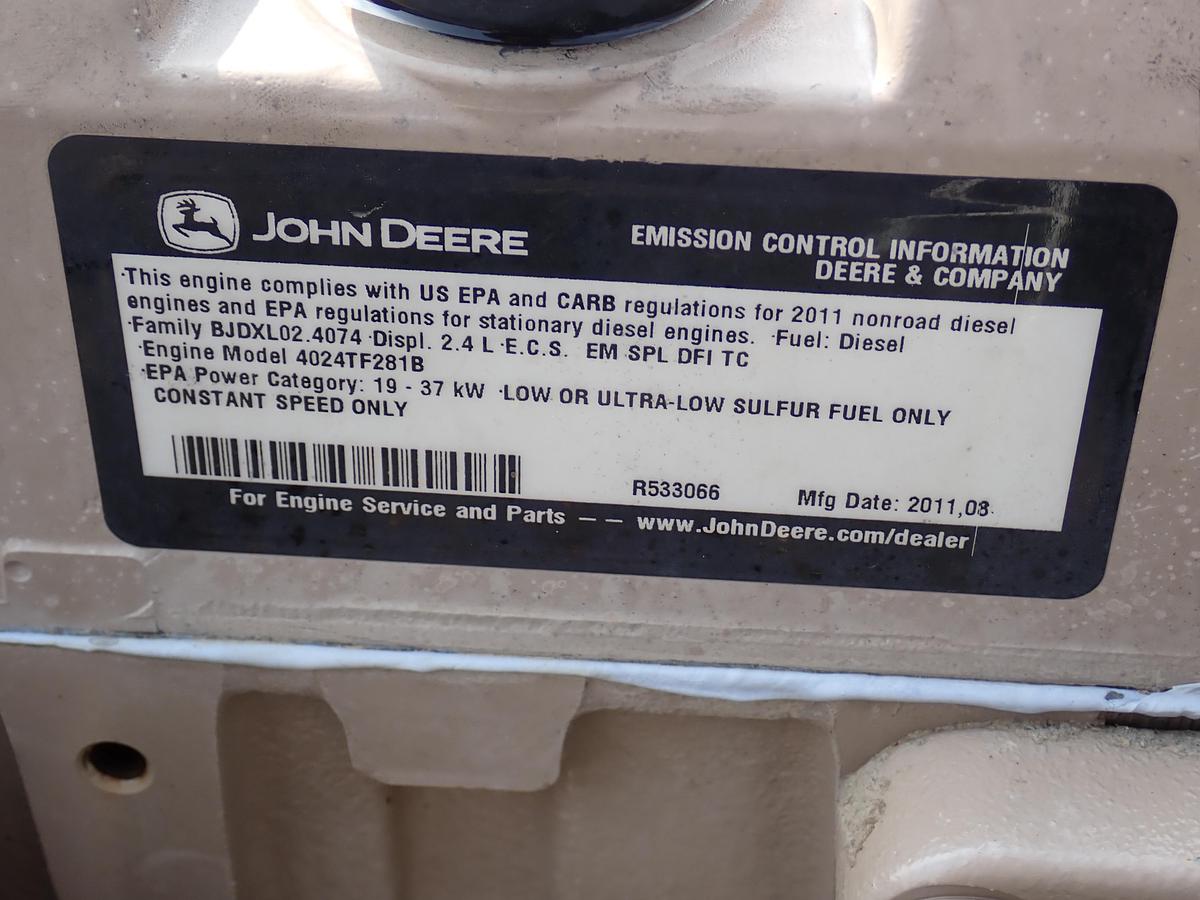 JOHN DEERE
EMISSION CONTROL INFORMATION
DEERE & COMPANY
·This engine complies with US EPA and CARB regulations for 2011 nonroad diesel
engines and EPA regulations for stationary diesel engines. ·Fuel: Diesel
·Family BJDXL02.4074 ·Displ. 2.4 L ·E.C.S. EM SPL DFI TC
·Engine Model 4024TF281B
·EPA Power Category: 19 - 37 kW ·LOW OR ULTRA-LOW SULFUR FUEL ONLY
CONSTANT SPEED ONLY
R533066 Mfg Date: 2011,08
For Engine Service and Parts – – www.JohnDeere.com/dealer